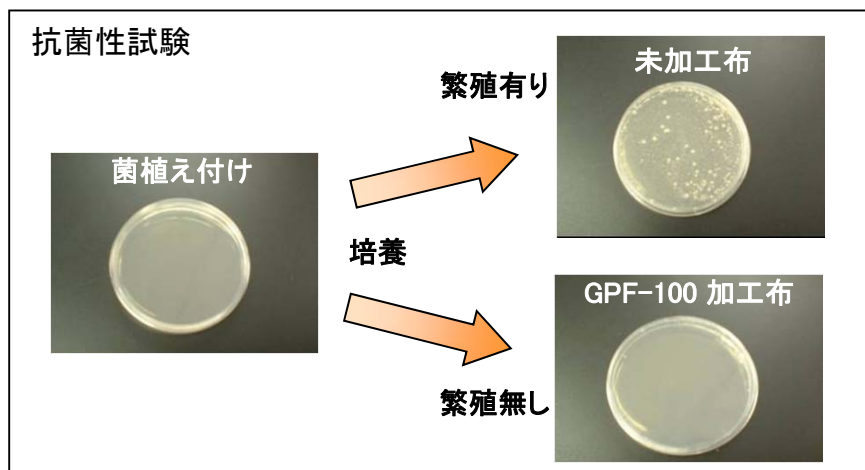 抗菌性試験
菌植え付け
培養
繁殖有り
未加工布
GPF-100 加工布
繁殖無し